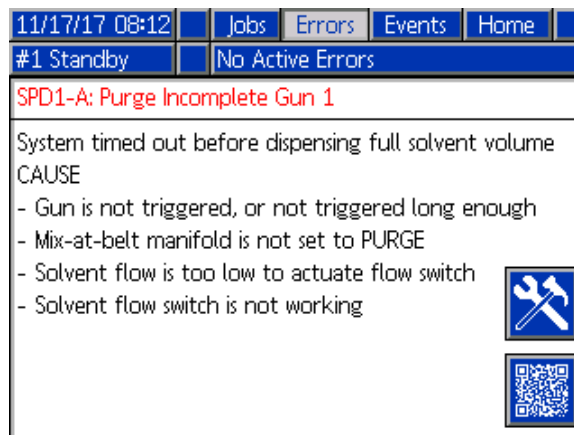 11/17/17 08:12 Jobs Errors Events Home
#1 Standby No Active Errors
SPD1-A: Purge Incomplete Gun 1
System timed out before dispensing full solvent volume
CAUSE
- Gun is not triggered, or not triggered long enough
- Mix-at-belt manifold is not set to PURGE
- Solvent flow is too low to actuate flow switch
- Solvent flow switch is not working